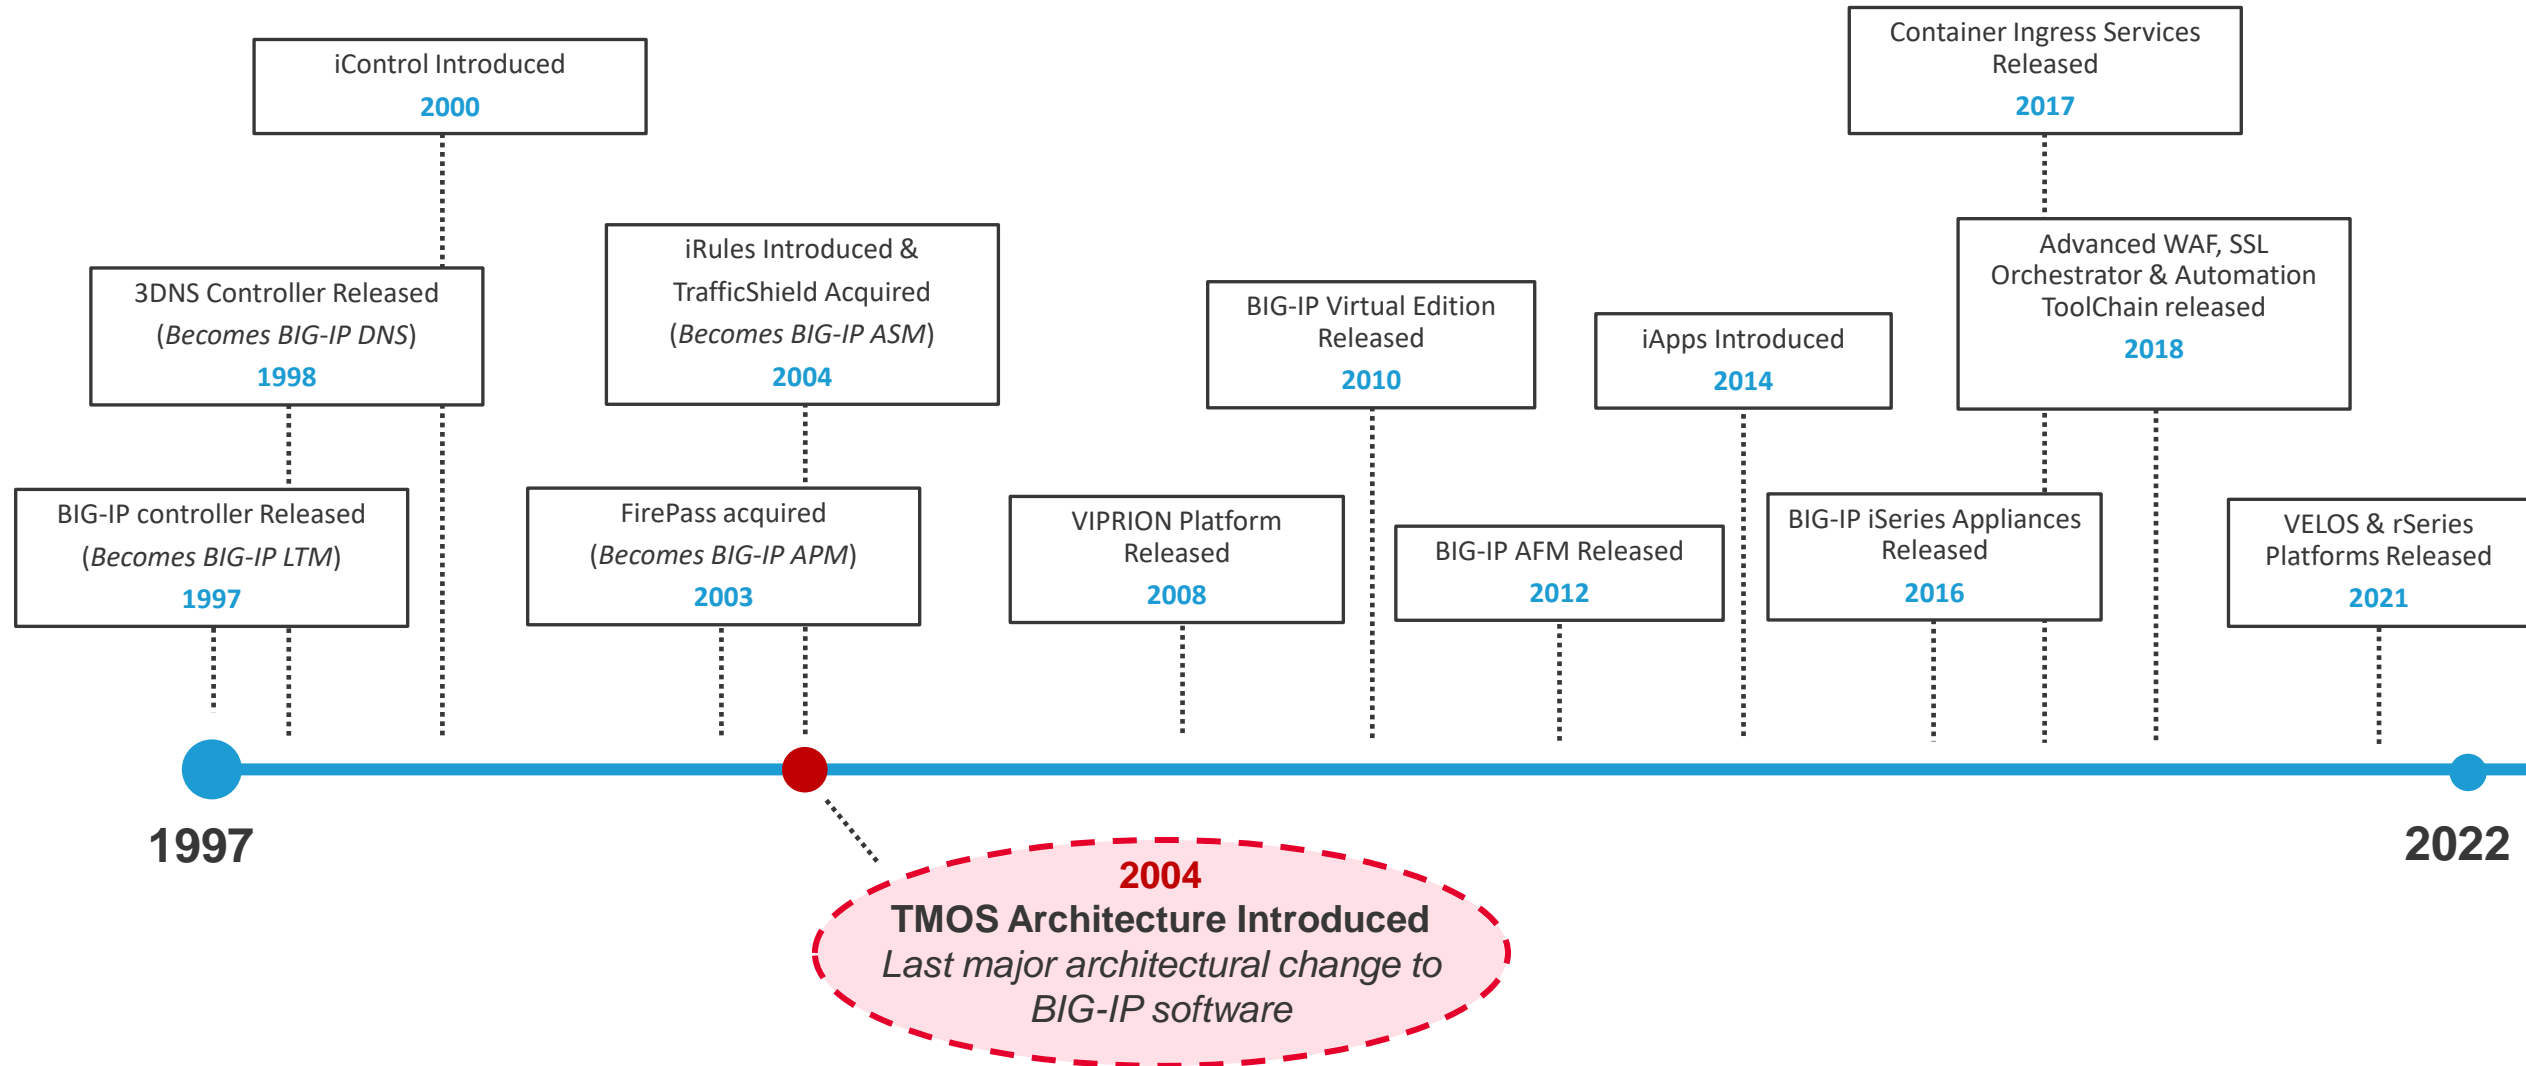 iControl Introduced
2000
Container Ingress Services
Released
2017
3DNS Controller Released
(Becomes BIG-IP DNS)
1998
iRules Introduced &
TrafficShield Acquired
(Becomes BIG-IP ASM)
2004
BIG-IP Virtual Edition
Released
2010
iApps Introduced
2014
Advanced WAF, SSL
Orchestrator & Automation
ToolChain released
2018
BIG-IP controller Released
(Becomes BIG-IP LTM)
1997
FirePass acquired
(Becomes BIG-IP APM)
2003
VIPRION Platform
Released
2008
BIG-IP AFM Released
2012
BIG-IP iSeries Appliances
Released
2016
VELOS & rSeries
Platforms Released
2021
1997
2022
2004
TMOS Architecture Introduced
Last major architectural change to
BIG-IP software